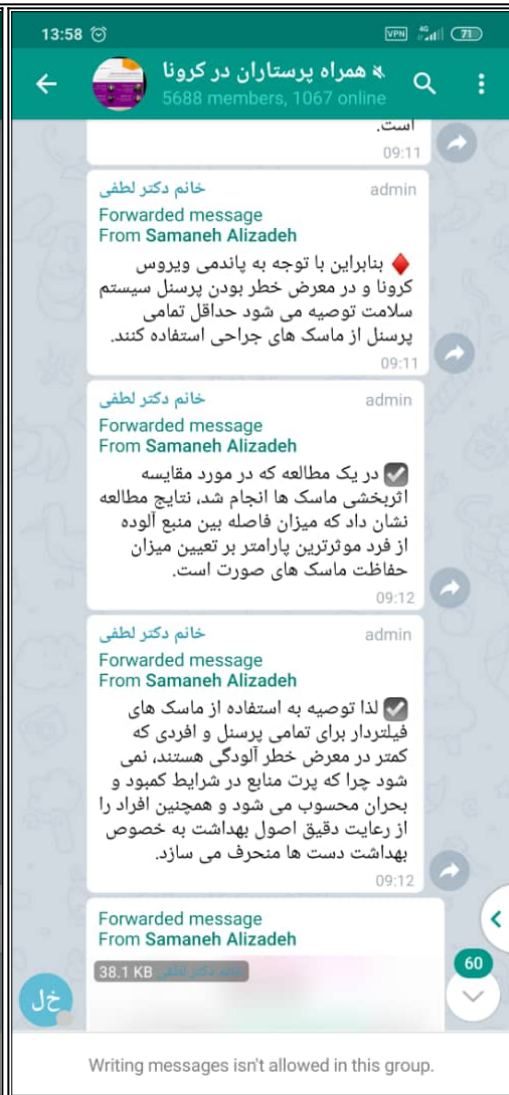 13:58
VPN 4G 71
همراه پرستاران در کرونا
5688 members, 1067 online
است.
09:11
خانم دکتر لطفی admin
Forwarded message
From Samaneh Alizadeh
♦️ بنابراین با توجه به پاندمی ویروس
کرونا و در معرض خطر بودن پرسنل سیستم
سلامت توصیه می شود حداقل تمامی
پرسنل از ماسک های جراحی استفاده کنند.
09:11
خانم دکتر لطفی admin
Forwarded message
From Samaneh Alizadeh
☑️ در یک مطالعه که در مورد مقایسه
اثربخشی ماسک ها انجام شد، نتایج مطالعه
نشان داد که میزان فاصله بین منبع آلوده
از فرد موثرترین پارامتر بر تعیین میزان
حفاظت ماسک های صورت است.
09:12
خانم دکتر لطفی admin
Forwarded message
From Samaneh Alizadeh
☑️ لذا توصیه به استفاده از ماسک های
فیلتردار برای تمامی پرسنل و افردی که
کمتر در معرض خطر آلودگی هستند، نمی
شود چرا که پرت منابع در شرایط کمبود و
بحران محسوب می شود و همچنین افراد را
از رعایت دقیق اصول بهداشت به خصوص
بهداشت دست ها منحرف می سازد.
09:12
Forwarded message
From Samaneh Alizadeh
38.1 KB خانم دکتر لطفی
60
خ‌ل
Writing messages isn't allowed in this group.